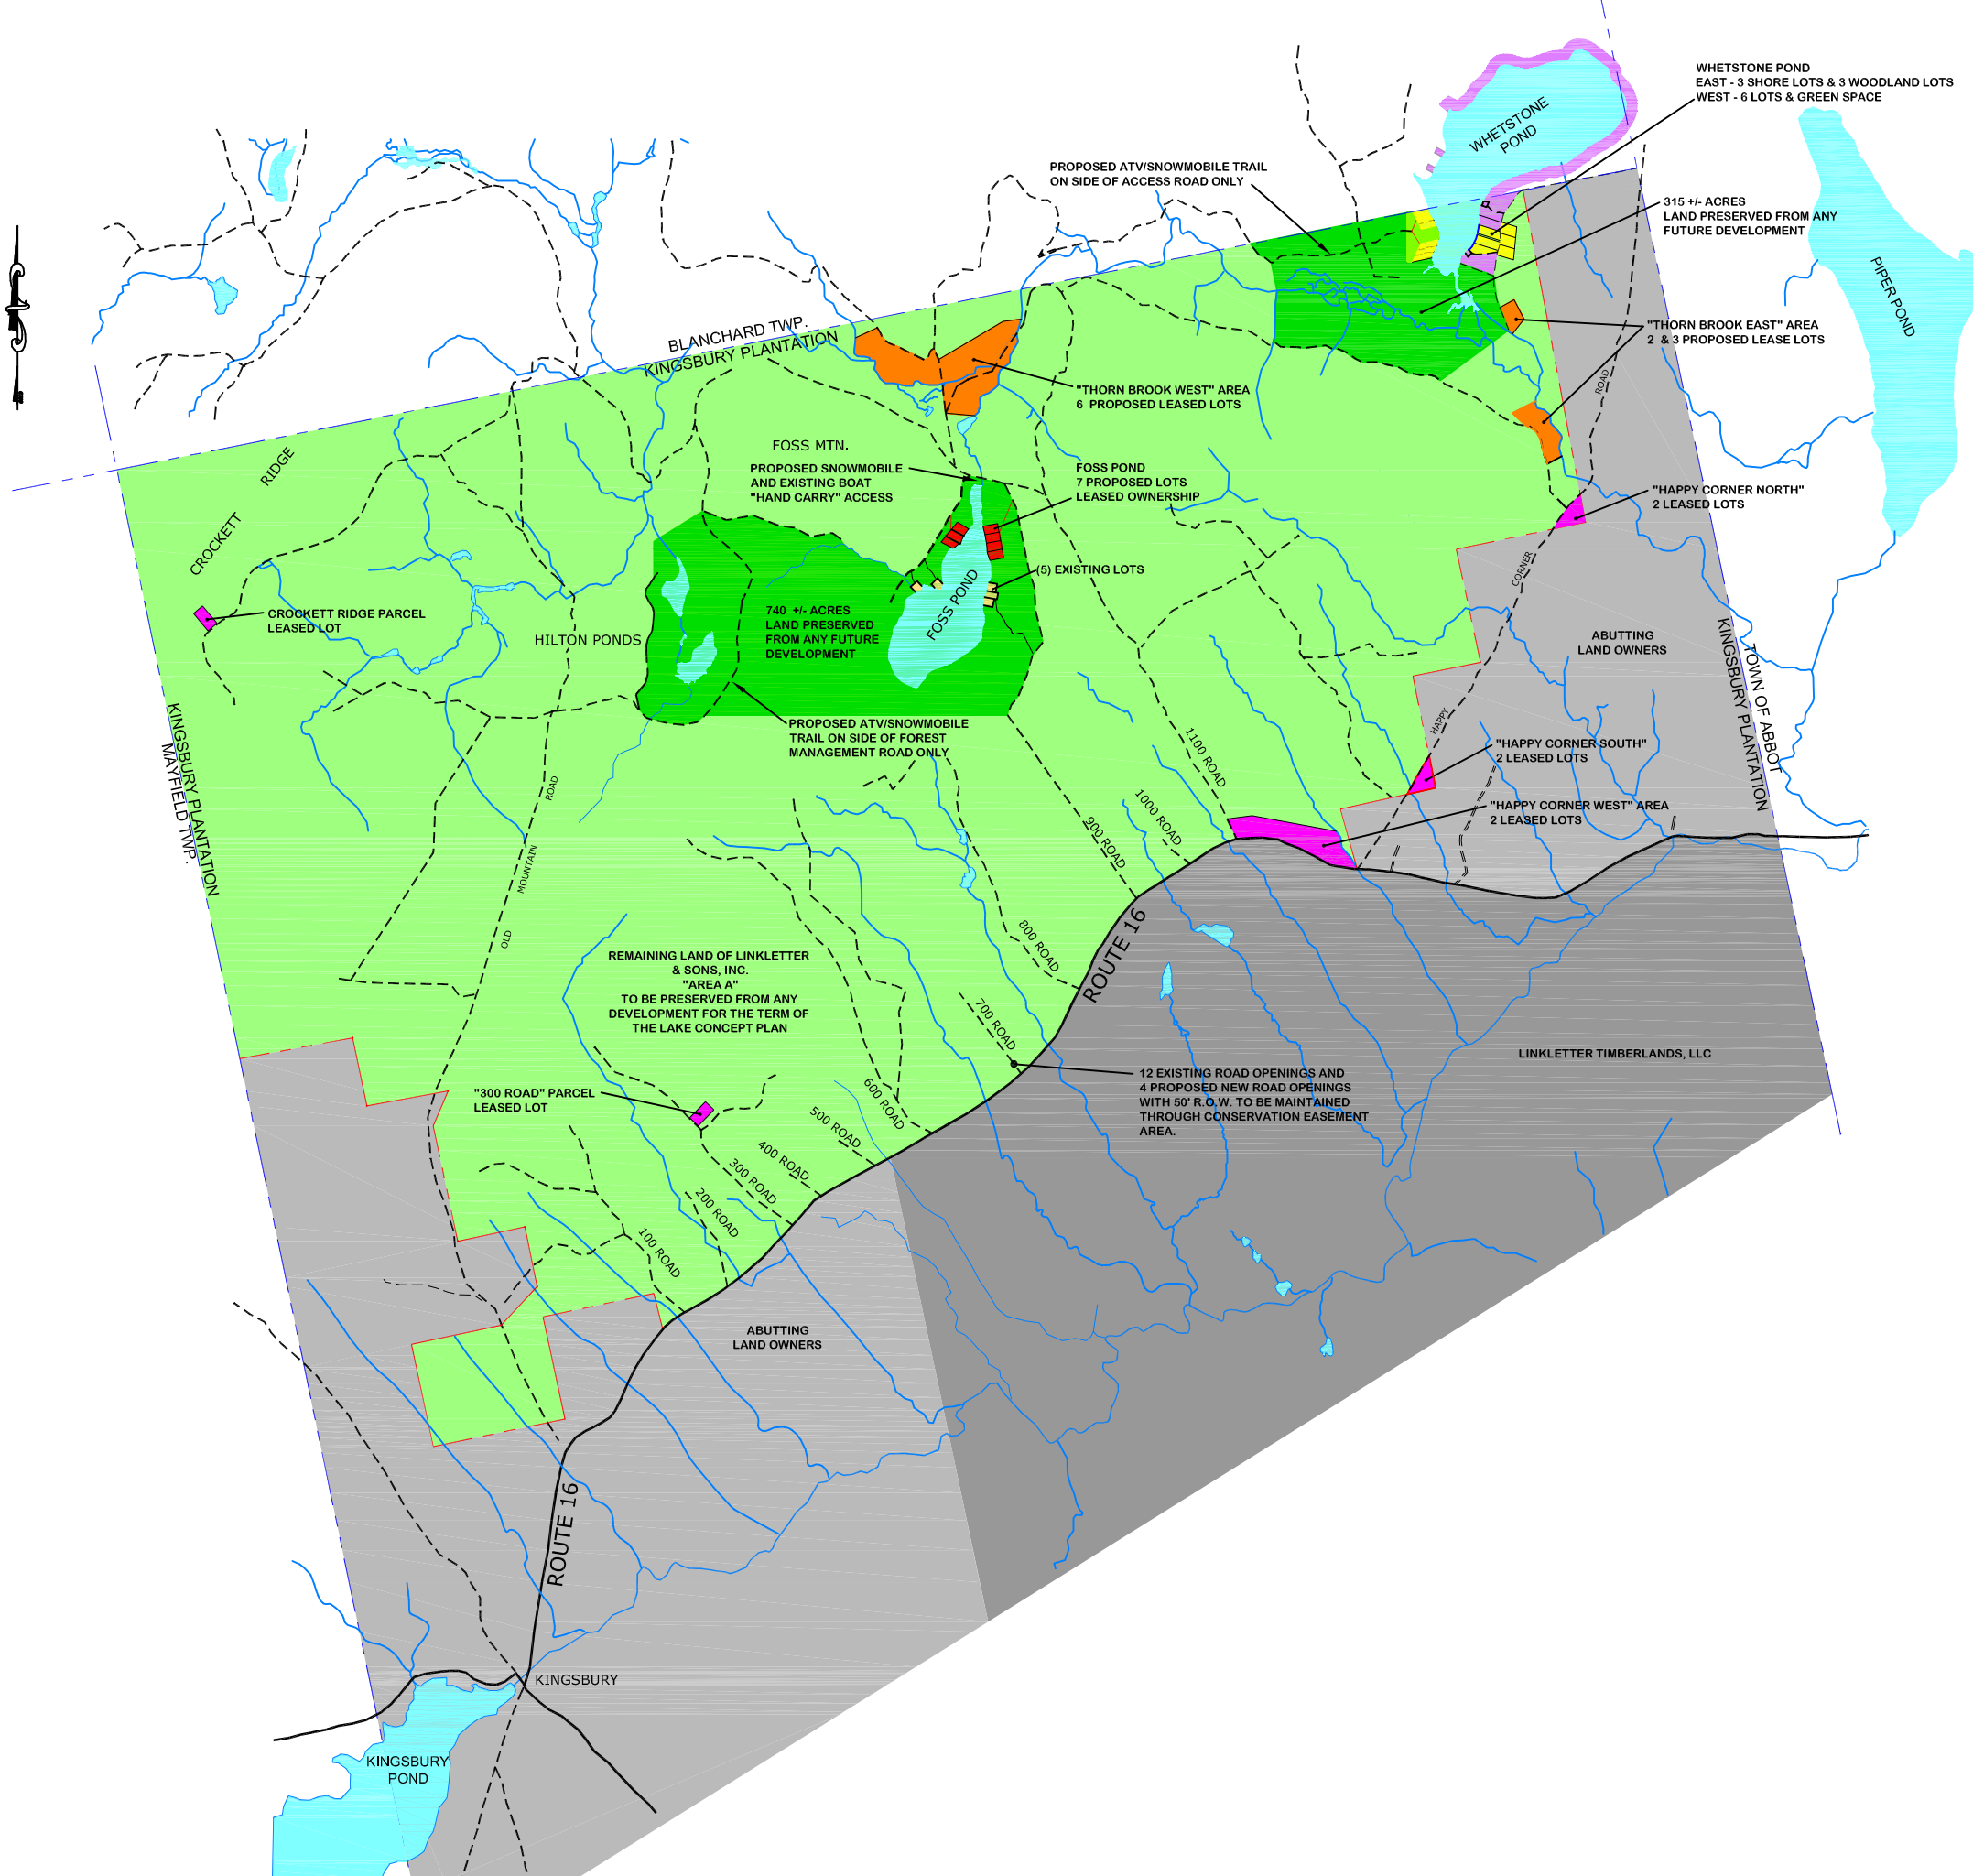 WHETSTONE POND
EAST - 3 SHORE LOTS & 3 WOODLAND LOTS
WEST - 6 LOTS & GREEN SPACE
WHETSTONE
POND
PROPOSED ATV/SNOWMOBILE TRAIL
ON SIDE OF ACCESS ROAD ONLY
315 +/- ACRES
LAND PRESERVED FROM ANY
FUTURE DEVELOPMENT
PIPER POND
BLANCHARD TWP.
KINGSBURY PLANTATION
"THORN BROOK EAST" AREA
2 & 3 PROPOSED LEASE LOTS
"THORN BROOK WEST" AREA
6 PROPOSED LEASED LOTS
ROAD
CORNER
HAPPY
FOSS MTN.
PROPOSED SNOWMOBILE
AND EXISTING BOAT
"HAND CARRY" ACCESS
FOSS POND
7 PROPOSED LOTS
LEASED OWNERSHIP
"HAPPY CORNER NORTH"
2 LEASED LOTS
CROCKETT
RIDGE
(5) EXISTING LOTS
FOSS POND
CROCKETT RIDGE PARCEL
LEASED LOT
HILTON PONDS
740 +/- ACRES
LAND PRESERVED
FROM ANY FUTURE
DEVELOPMENT
ABUTTING
LAND OWNERS
TOWN OF ABBOT
KINGSBURY PLANTATION
KINGSBURY PLANTATION
MAYFIELD TWP.
PROPOSED ATV/SNOWMOBILE
TRAIL ON SIDE OF FOREST
MANAGEMENT ROAD ONLY
"HAPPY CORNER SOUTH"
2 LEASED LOTS
"HAPPY CORNER WEST" AREA
2 LEASED LOTS
1100 ROAD
1000 ROAD
900 ROAD
800 ROAD
700 ROAD
600 ROAD
500 ROAD
400 ROAD
300 ROAD
200 ROAD
100 ROAD
OLD
MOUNTAIN
ROAD
ROUTE 16
REMAINING LAND OF LINKLETTER
& SONS, INC.
"AREA A"
TO BE PRESERVED FROM ANY
DEVELOPMENT FOR THE TERM OF
THE LAKE CONCEPT PLAN
LINKLETTER TIMBERLANDS, LLC
12 EXISTING ROAD OPENINGS AND
4 PROPOSED NEW ROAD OPENINGS
WITH 50' R.O.W. TO BE MAINTAINED
THROUGH CONSERVATION EASEMENT
AREA.
"300 ROAD" PARCEL
LEASED LOT
ABUTTING
LAND OWNERS
ROUTE 16
KINGSBURY
KINGSBURY
POND